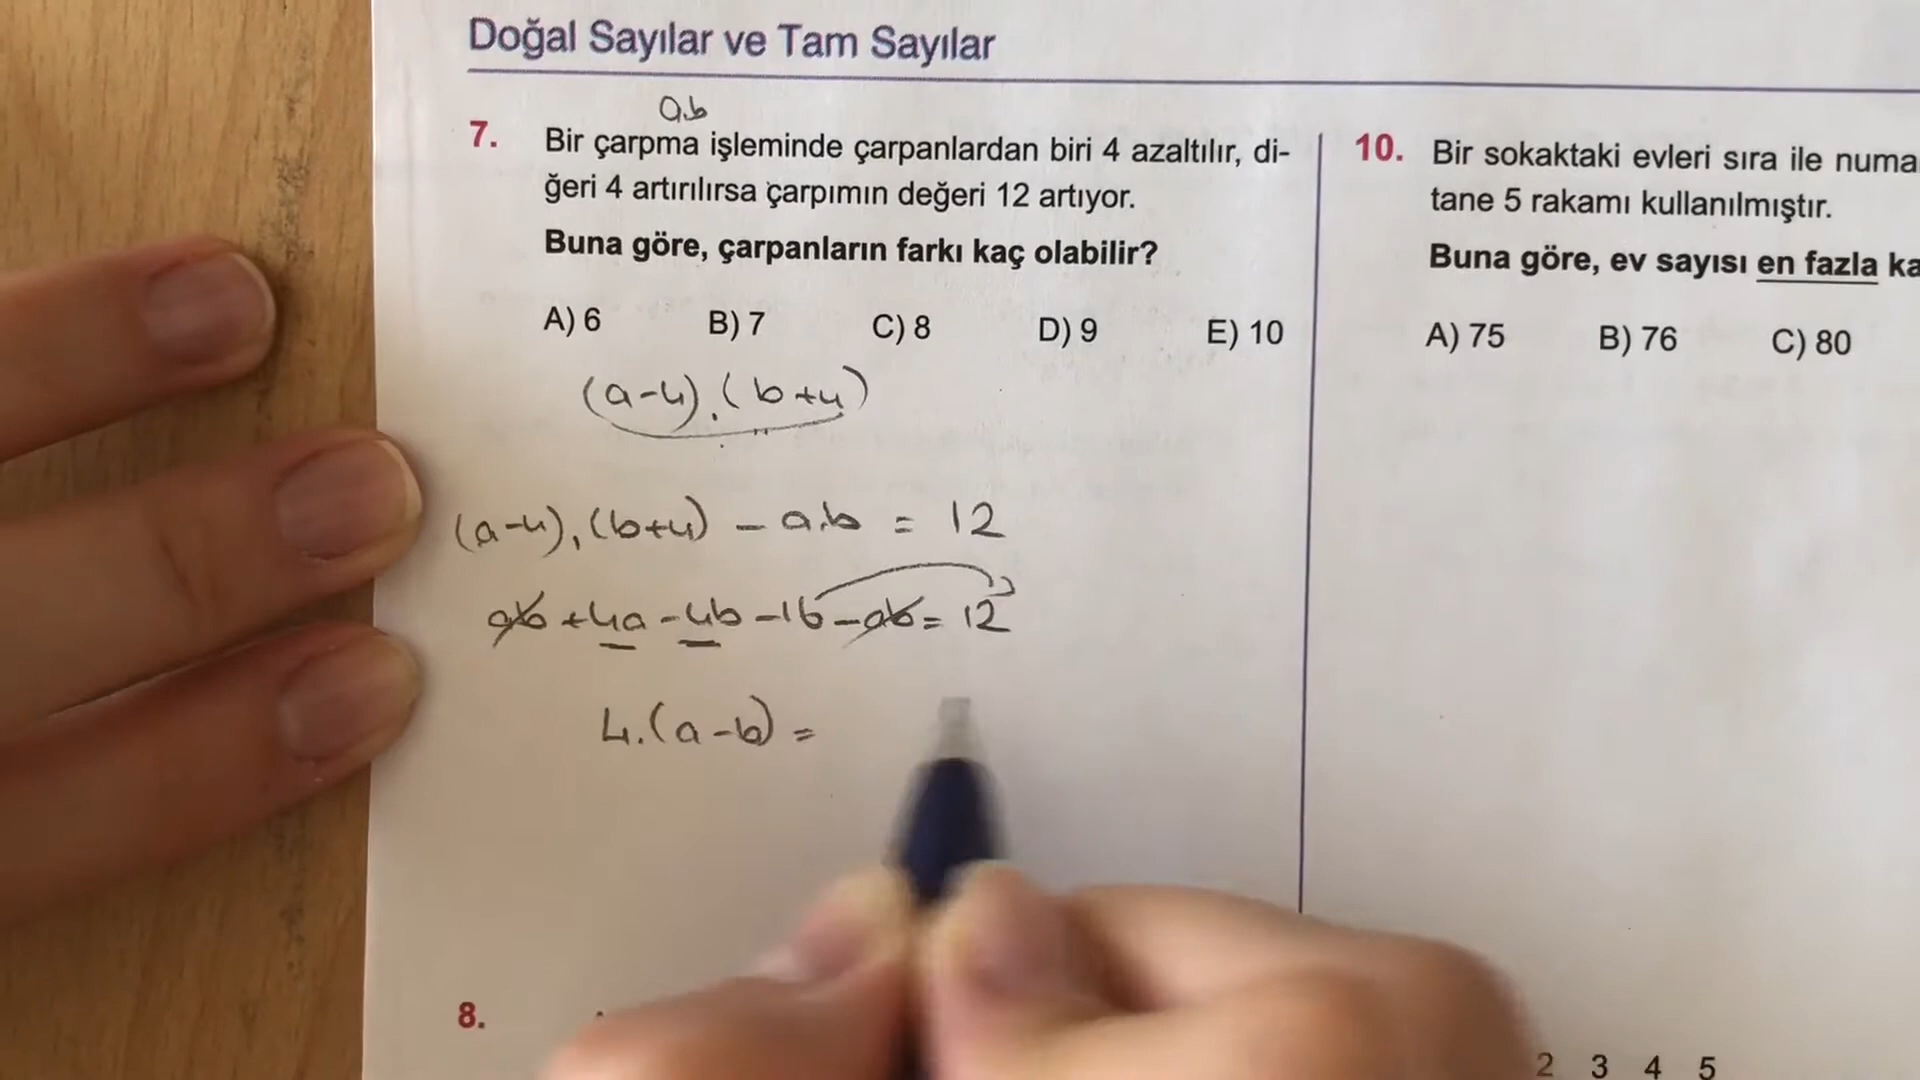 Doğal Sayılar ve Tam Sayılar
a.b
7. Bir çarpma işleminde çarpanlardan biri 4 azaltılır, di-
ğeri 4 artırılırsa çarpımın değeri 12 artıyor.
Buna göre, çarpanların farkı kaç olabilir?
A) 6 B) 7 C) 8 D) 9 E) 10
(a-4).(b+4)
(a-4).(b+4) - a.b = 12
ab +4a -4b -16 -ab = 12
4.(a-b) =
8.
10. Bir sokaktaki evleri sıra ile numa
tane 5 rakamı kullanılmıştır.
Buna göre, ev sayısı en fazla ka
A) 75 B) 76 C) 80
2 3 4 5